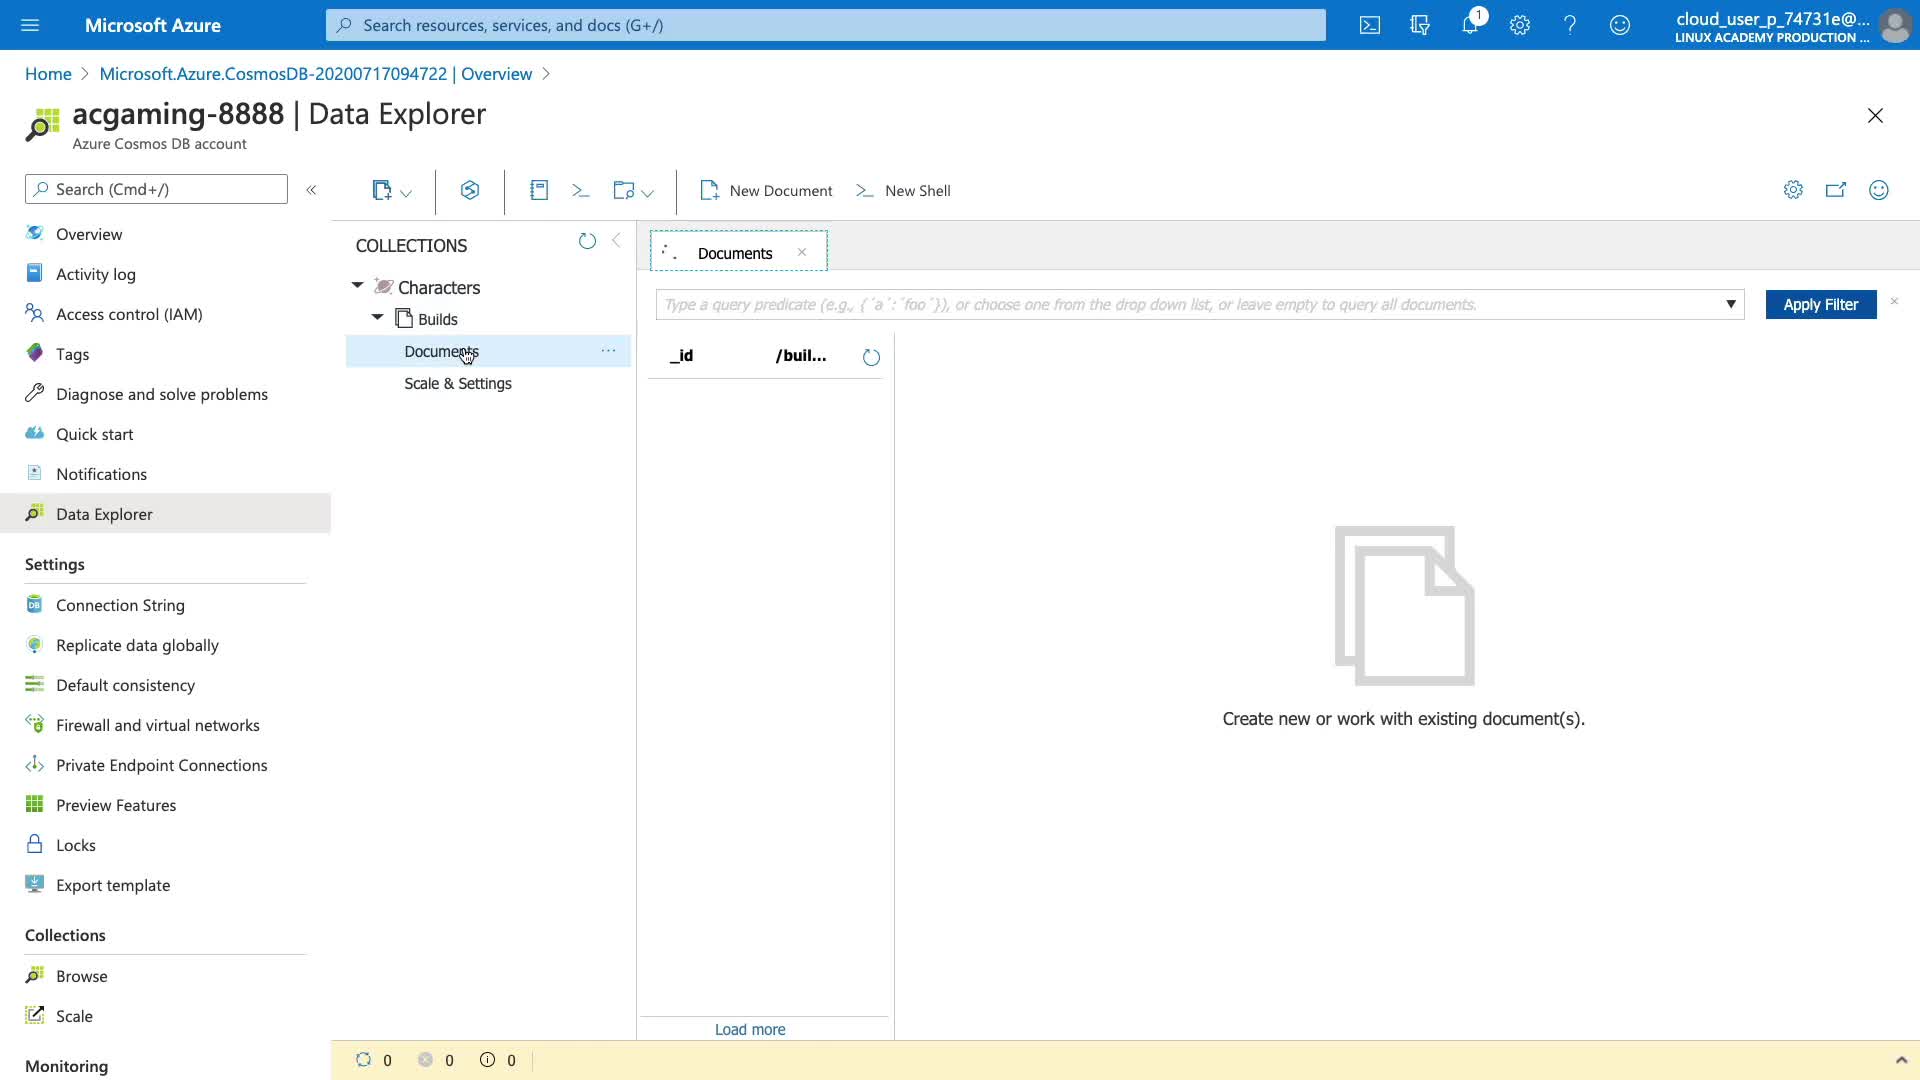 Microsoft Azure
Search resources, services, and docs (G+/)
1
cloud_user_p_74731e@...
LINUX ACADEMY PRODUCTION ...
Home > Microsoft.Azure.CosmosDB-20200717094722 | Overview >
acgaming-8888 | Data Explorer
Azure Cosmos DB account
Search (Cmd+/)
«
New Document
New Shell
Overview
Activity log
Access control (IAM)
Tags
Diagnose and solve problems
Quick start
Notifications
Data Explorer
Settings
Connection String
Replicate data globally
Default consistency
Firewall and virtual networks
Private Endpoint Connections
Preview Features
Locks
Export template
Collections
Browse
Scale
Monitoring
COLLECTIONS
Characters
Builds
Documents ...
Scale & Settings
Documents
Type a query predicate (e.g., {´a´:´foo´}), or choose one from the drop down list, or leave empty to query all documents.
Apply Filter
_id /buil...
Create new or work with existing document(s).
Load more
0 0 0